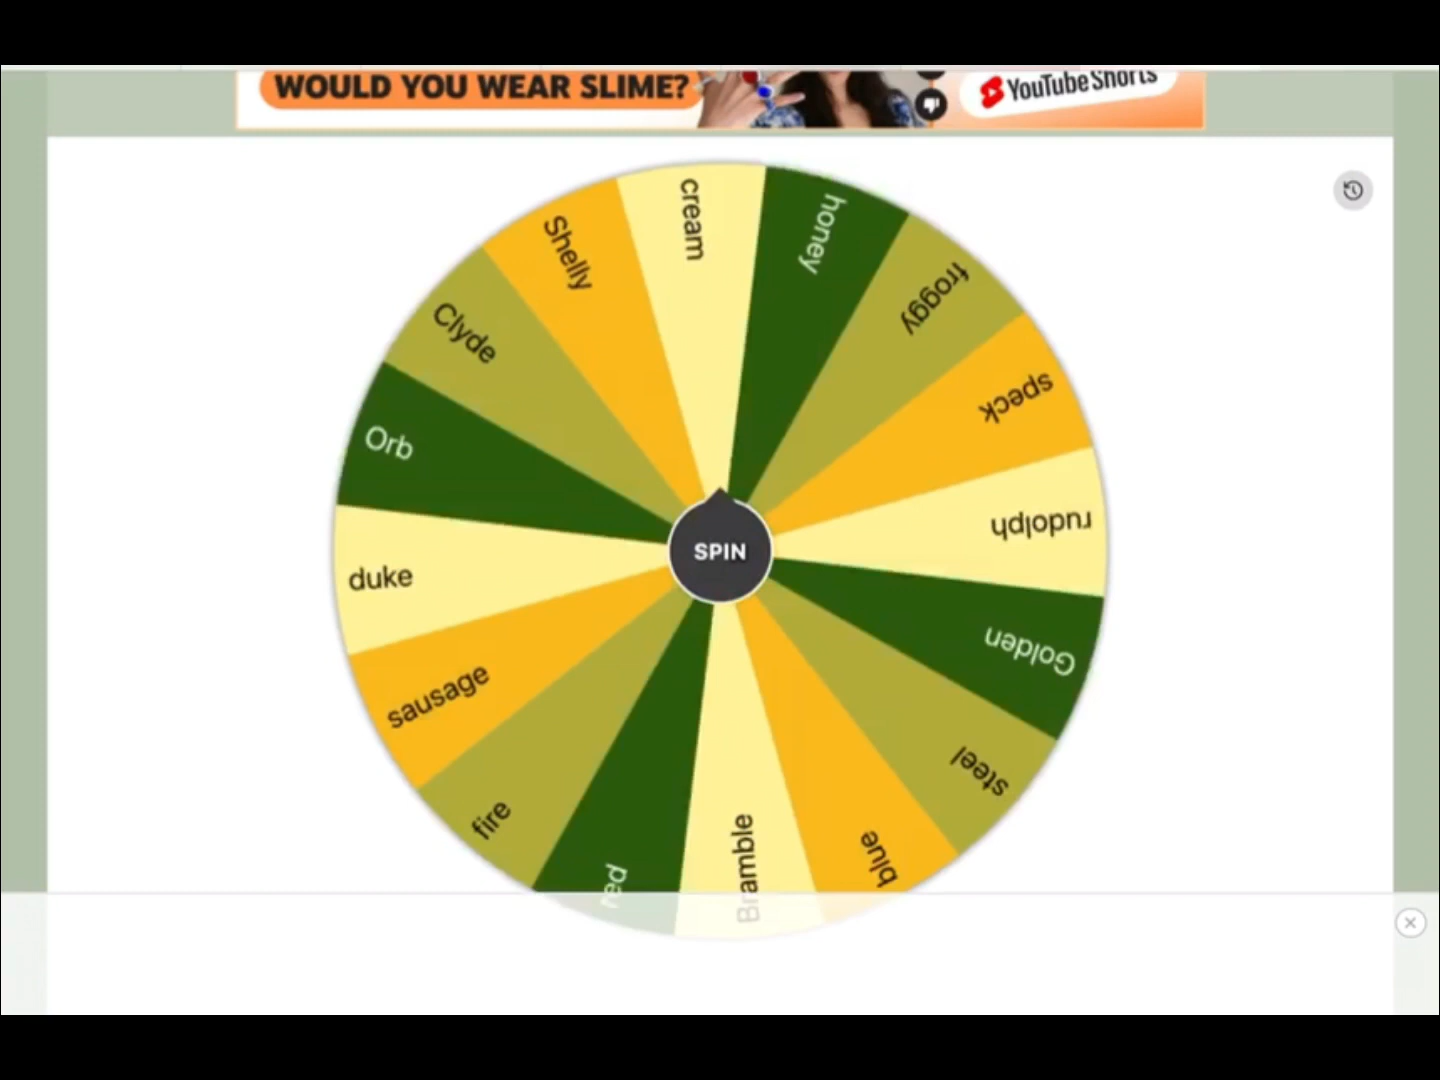 WOULD YOU WEAR SLIME?
YouTube Shorts
cream
honey
froggy
speck
rudolph
Golden
steel
blue
Bramble
red
fire
sausage
duke
Orb
Clyde
Shelly
SPIN